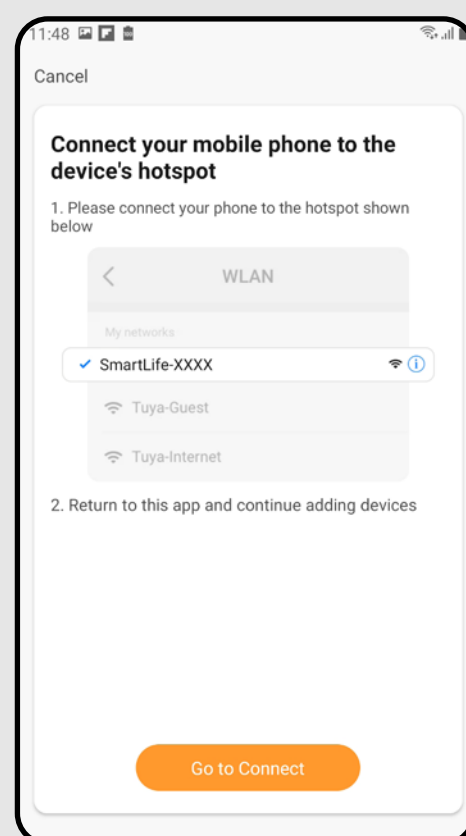 11:48
Cancel
Connect your mobile phone to the
device's hotspot
1. Please connect your phone to the hotspot shown
below
WLAN
My networks
SmartLife-XXXX
Tuya-Guest
Tuya-Internet
2. Return to this app and continue adding devices
Go to Connect